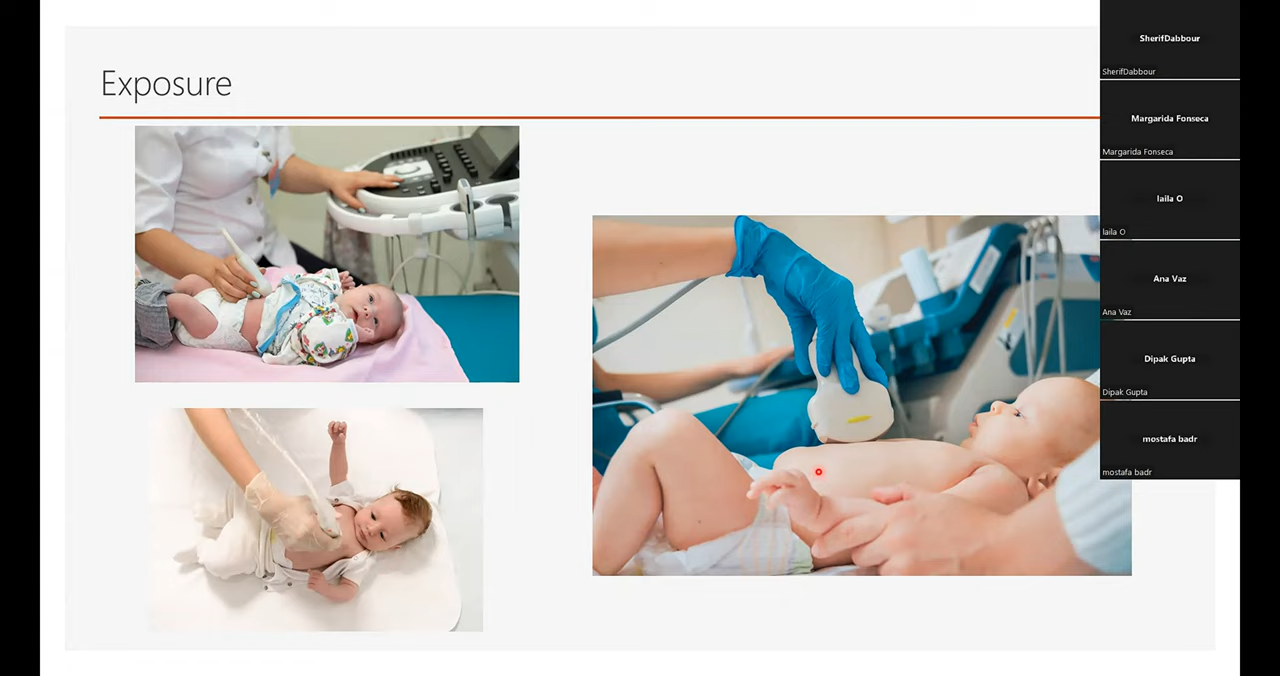 Exposure
SherifDabbour
SherifDabbour
Margarida Fonseca
Margarida Fonseca
laila O
laila O
Ana Vaz
Ana Vaz
Dipak Gupta
Dipak Gupta
mostafa badr
mostafa badr